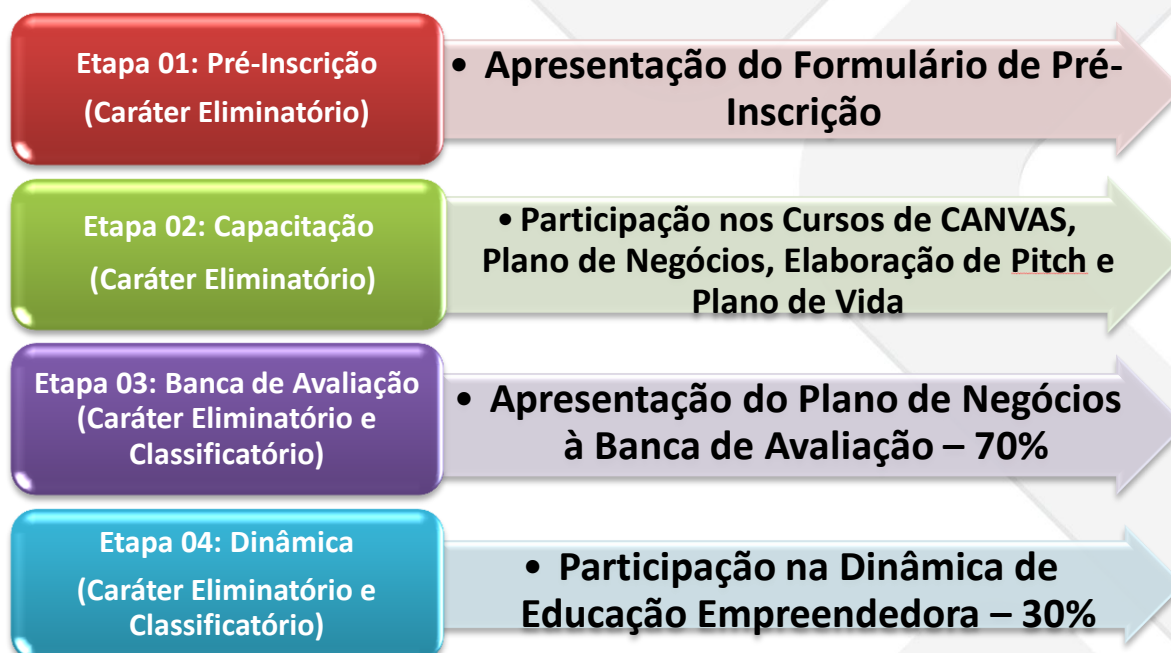 Etapa 01: Pré-Inscrição
(Caráter Eliminatório)
• Apresentação do Formulário de Pré-
Inscrição
Etapa 02: Capacitação
(Caráter Eliminatório)
• Participação nos Cursos de CANVAS,
Plano de Negócios, Elaboração de Pitch e
Plano de Vida
Etapa 03: Banca de Avaliação
(Caráter Eliminatório e
Classificatório)
• Apresentação do Plano de Negócios
à Banca de Avaliação – 70%
Etapa 04: Dinâmica
(Caráter Eliminatório e
Classificatório)
• Participação na Dinâmica de
Educação Empreendedora – 30%